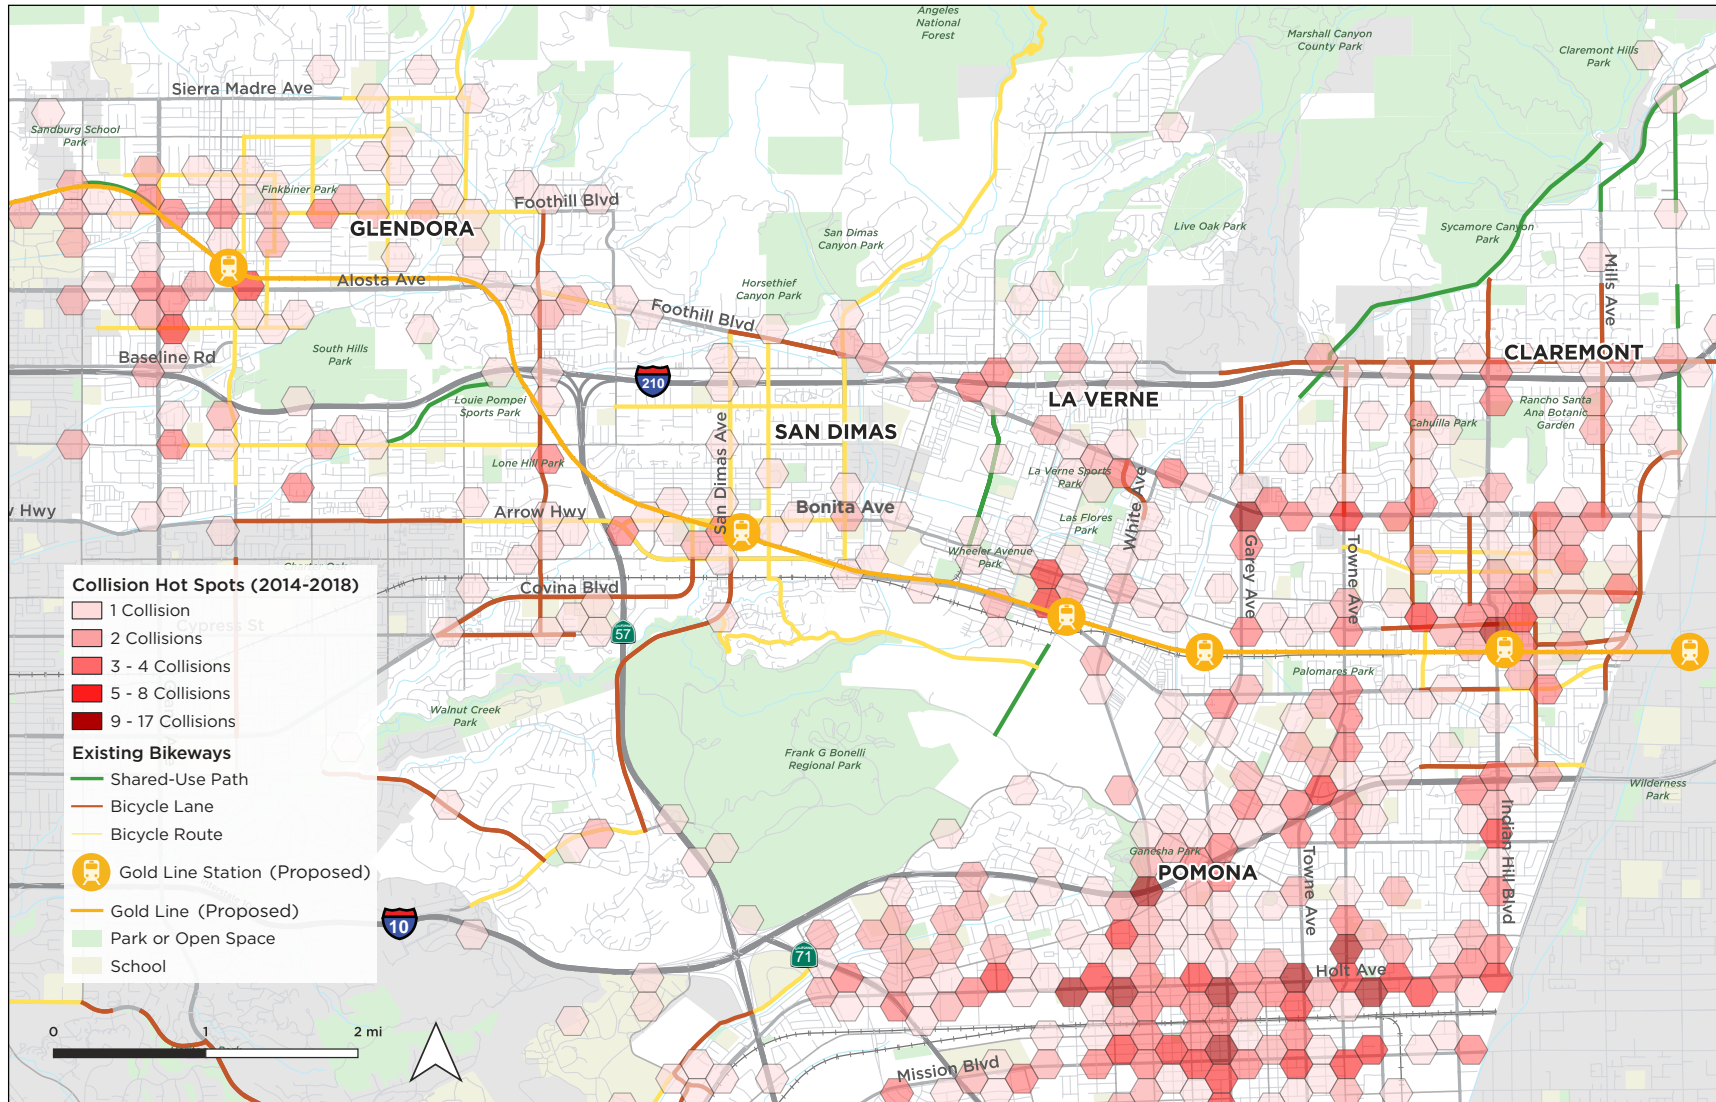 Angeles
National
Forest
Marshall Canyon
County Park
Claremont Hills
Park
Sierra Madre Ave
Sandburg School
Park
Finkbiner Park
Foothill Blvd
GLENDORA
San Dimas
Canyon Park
Live Oak Park
Sycamore Canyon
Park
Mills Ave
Alosta Ave
Horsethief
Canyon Park
Foothill Blvd
South Hills
Park
Baseline Rd
CLAREMONT
210
Louie Pompei
Sports Park
LA VERNE
Rancho Santa
Ana Botanic
Garden
Cahuilla Park
San Dimas Ave
SAN DIMAS
Lone Hill Park
La Verne Sports
Park
White Ave
w Hwy
Arrow Hwy
Bonita Ave
Las Flores
Park
Wheeler Avenue
Park
Garey Ave
Towne Ave
Covina Blvd
57
Collision Hot Spots (2014-2018)
1 Collision
Cypress St
2 Collisions
3 - 4 Collisions
5 - 8 Collisions
9 - 17 Collisions
Existing Bikeways
Shared-Use Path
Bicycle Lane
Bicycle Route
Gold Line Station (Proposed)
Gold Line (Proposed)
Park or Open Space
School
Palomares Park
Walnut Creek
Park
Frank G Bonelli
Regional Park
Wilderness
Park
Indian Hill Blvd
Ganesha Park
POMONA
Towne Ave
10
71
Holt Ave
0 1 2 mi
Mission Blvd